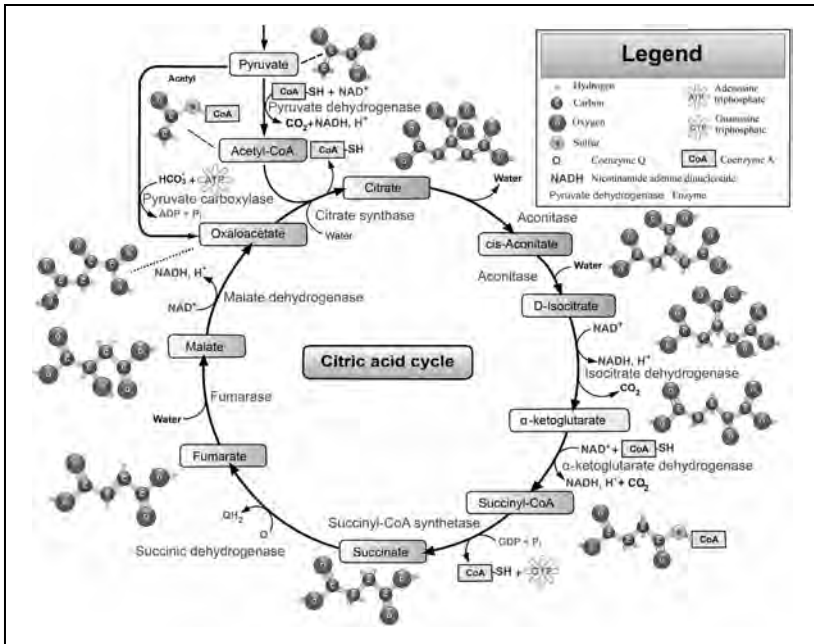 Pyruvate
Acetyl
CoA -SH + NAD⁺
Pyruvate dehydrogenase
CO₂+NADH, H⁺
CoA
Acetyl-CoA
CoA -SH
HCO₃⁻ + ATP
Pyruvate carboxylase
ADP + Pᵢ
Citrate
Water
Citrate synthase
Water
Oxaloacetate
Aconitase
cis-Aconitate
Aconitase
Water
D-Isocitrate
NAD⁺
NADH, H⁺
Isocitrate dehydrogenase
CO₂
α-ketoglutarate
NAD⁺ + CoA -SH
α-ketoglutarate dehydrogenase
NADH, H⁺ + CO₂
Succinyl-CoA
CoA
Succinyl-CoA synthetase
GDP + Pᵢ
CoA -SH + GTP
Succinate
QH₂
Q
Succinic dehydrogenase
Fumarate
Water
Fumarase
Malate
NADH, H⁺
NAD⁺
Malate dehydrogenase
Citric acid cycle
Legend
Hydrogen
Carbon
Oxygen
Sulfur
Q Coenzyme Q
ATP Adenosine
triphosphate
GTP Guanosine
triphosphate
CoA Coenzyme A
NADH Nicotinamide adenine dinucleotide
Pyruvate dehydrogenase Enzyme